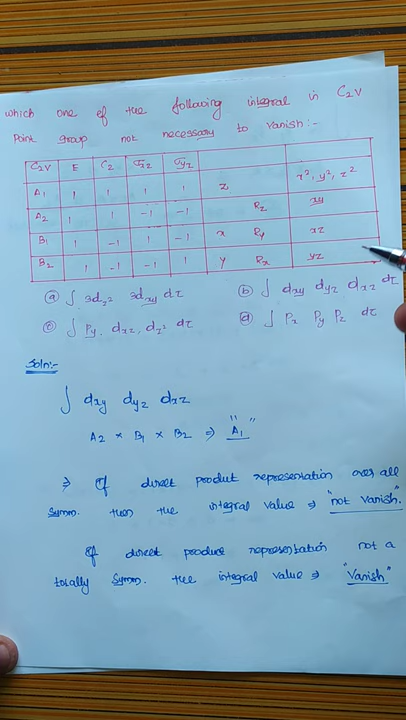 which one of the following integral in C₂V
Point group not necessary to vanish :-
C₂V E C₂ σxz σyz
A₁ 1 1 1 1 z x², y², z²
A₂ 1 1 -1 -1 Rz xy
B₁ 1 -1 1 -1 x Ry xz
B₂ 1 -1 -1 1 y Rx yz
ⓐ ∫ 3dz² 3dxy dτ ⓑ ∫ dxy dyz dxz dτ
ⓒ ∫ Py. dxz, dz² dτ ⓓ ∫ Px Py Pz dτ
Soln:-
∫ dxy dyz dxz
A₂ × B₁ × B₂ ⇒ "A₁"
⇒ If direct product representation over all
Symm. then the integral value ⇒ "not vanish."
If direct product representation not a
totally Symm. the integral value ⇒ "Vanish"